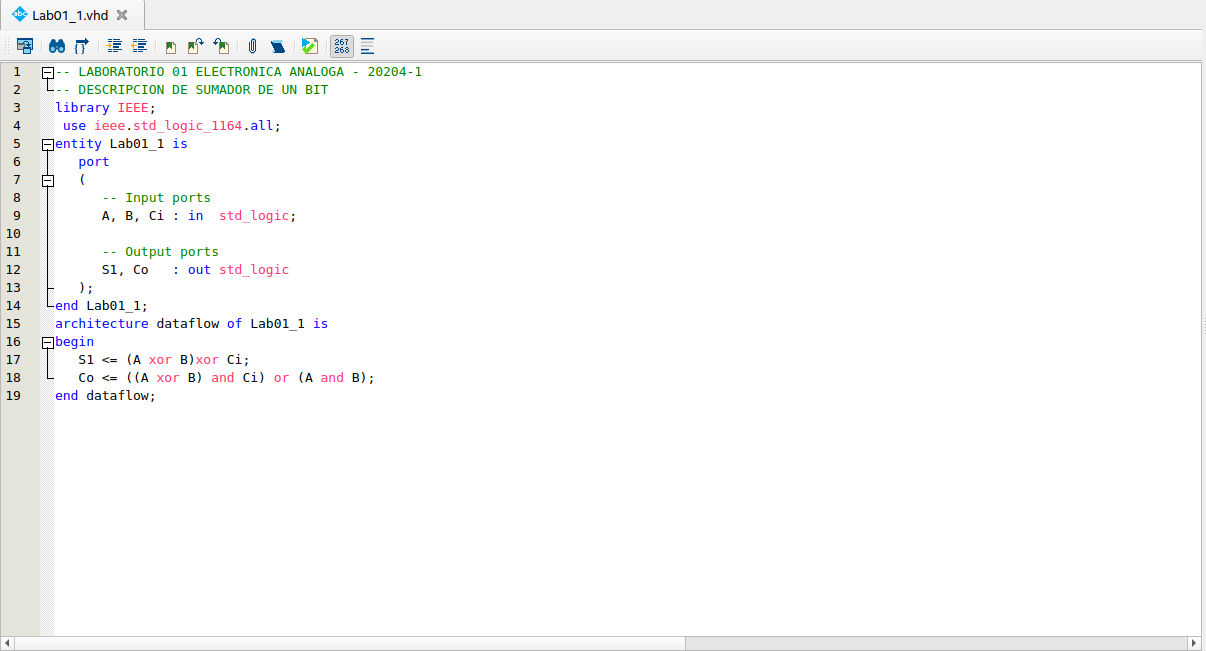 Lab01_1.vhd
267
268
1 -- LABORATORIO 01 ELECTRONICA ANALOGA - 20204-1
2 -- DESCRIPCION DE SUMADOR DE UN BIT
3 library IEEE;
4 use ieee.std_logic_1164.all;
5 entity Lab01_1 is
6 port
7 (
8 -- Input ports
9 A, B, Ci : in  std_logic;
10
11 -- Output ports
12 S1, Co   : out std_logic
13 );
14 end Lab01_1;
15 architecture dataflow of Lab01_1 is
16 begin
17 S1 <= (A xor B)xor Ci;
18 Co <= ((A xor B) and Ci) or (A and B);
19 end dataflow;